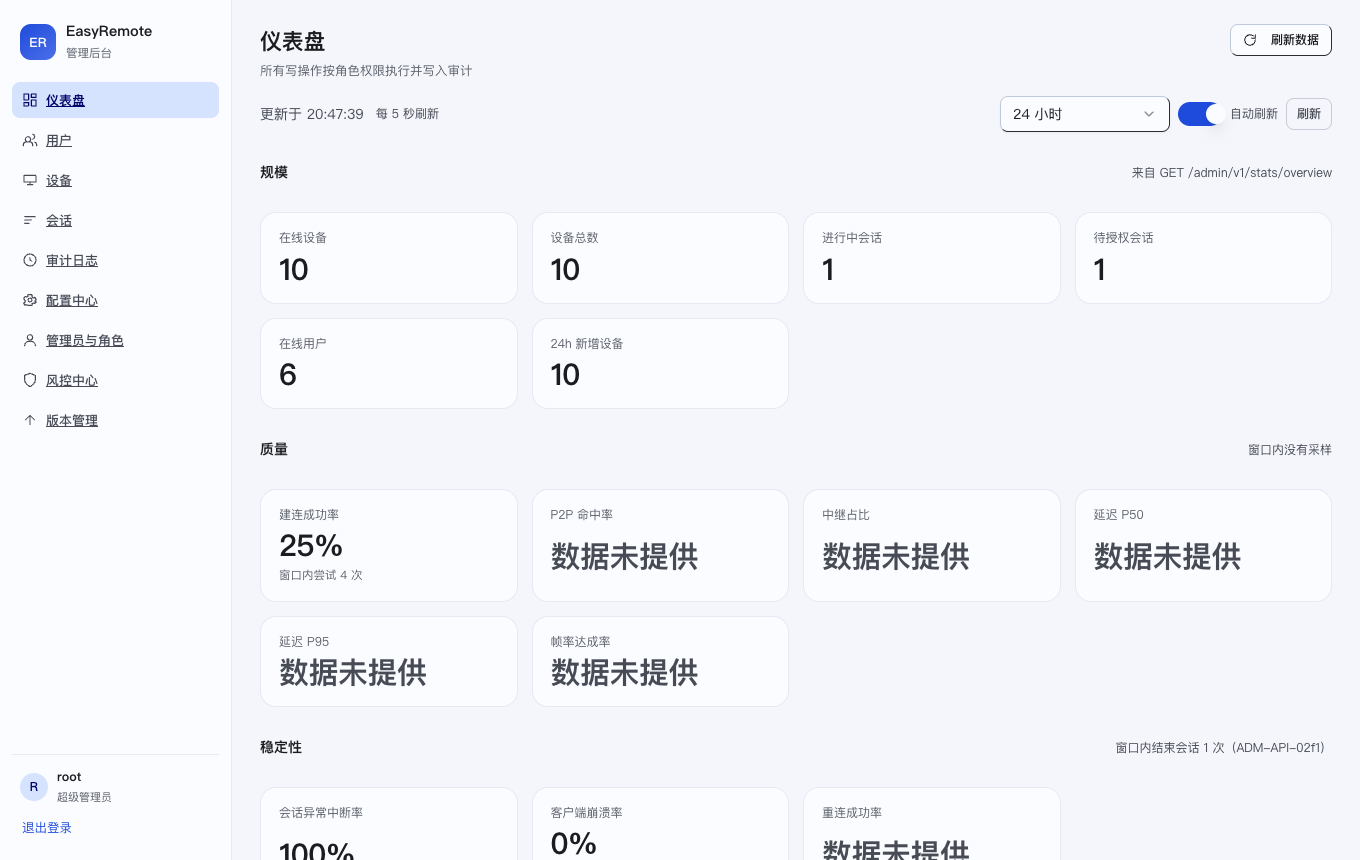 ER
EasyRemote
管理后台
仪表盘
用户
设备
会话
审计日志
配置中心
管理员与角色
风控中心
版本管理
R
root
超级管理员
退出登录
仪表盘
刷新数据
所有写操作按角色权限执行并写入审计
更新于 20:47:39 每 5 秒刷新
24 小时
自动刷新
刷新
规模
来自 GET /admin/v1/stats/overview
在线设备
10
设备总数
10
进行中会话
1
待授权会话
1
在线用户
6
24h 新增设备
10
质量
窗口内没有采样
建连成功率
25%
窗口内尝试 4 次
P2P 命中率
数据未提供
中继占比
数据未提供
延迟 P50
数据未提供
延迟 P95
数据未提供
帧率达成率
数据未提供
稳定性
窗口内结束会话 1 次（ADM-API-02f1）
会话异常中断率
100%
客户端崩溃率
0%
重连成功率
数据未提供